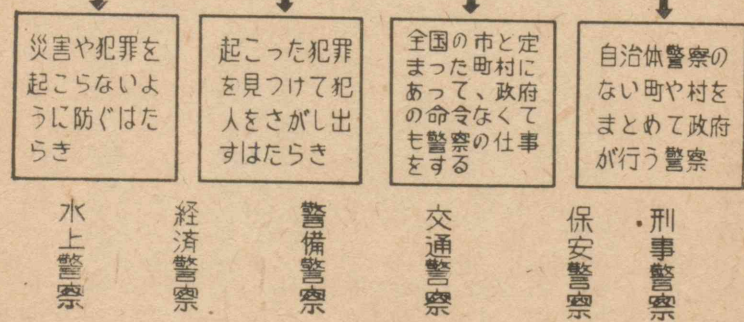 災害や犯罪を
起こらないよ
うに防ぐはた
らき
起こった犯罪
を見つけて犯
人をさがし出
すはたらき
全国の市と定
まった町村に
あって、政府
の命令なくて
も警察の仕事
をする
自治体警察の
ない町や村を
まとめて政府
が行う警察
水上警察
経済警察
警備警察
交通警察
保安警察
刑事警察